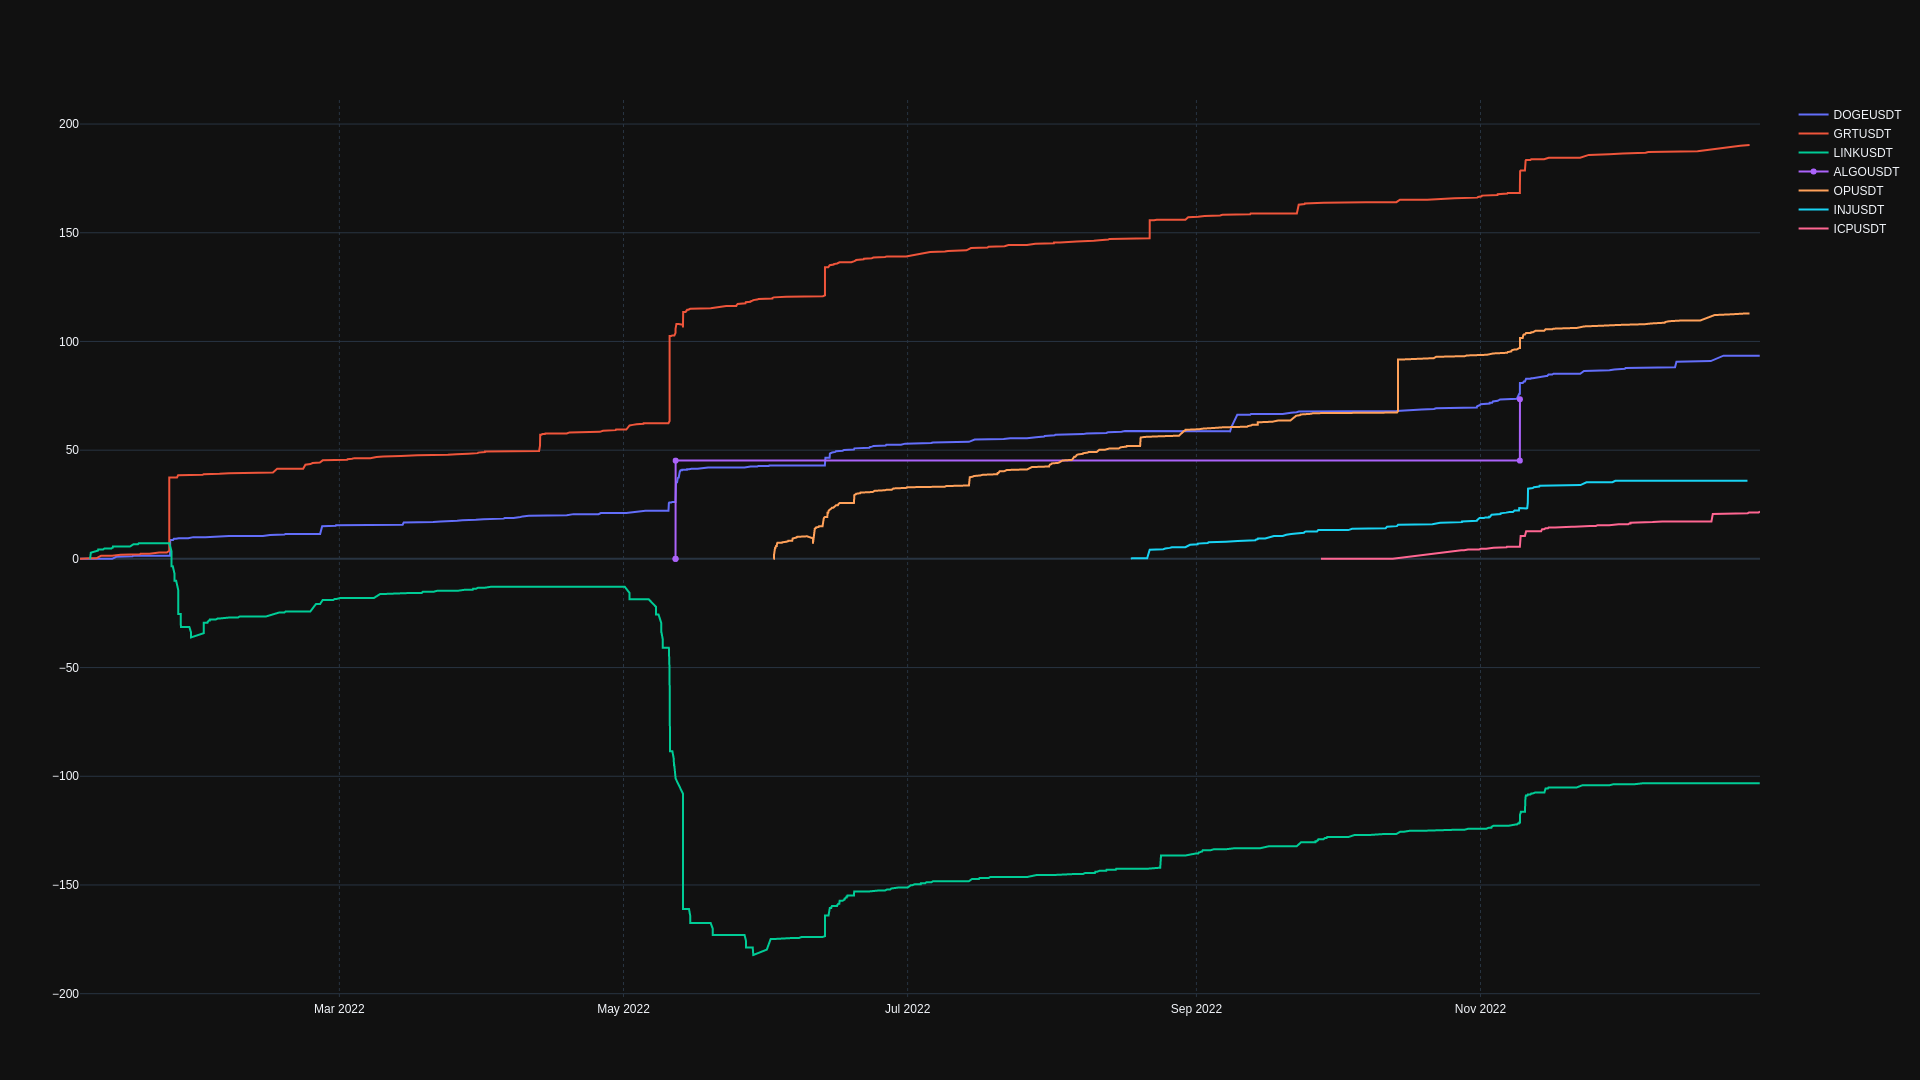 200
150
100
50
0
−50
−100
−150
−200
Mar 2022
May 2022
Jul 2022
Sep 2022
Nov 2022
DOGEUSDT
GRTUSDT
LINKUSDT
ALGOUSDT
OPUSDT
INJUSDT
ICPUSDT